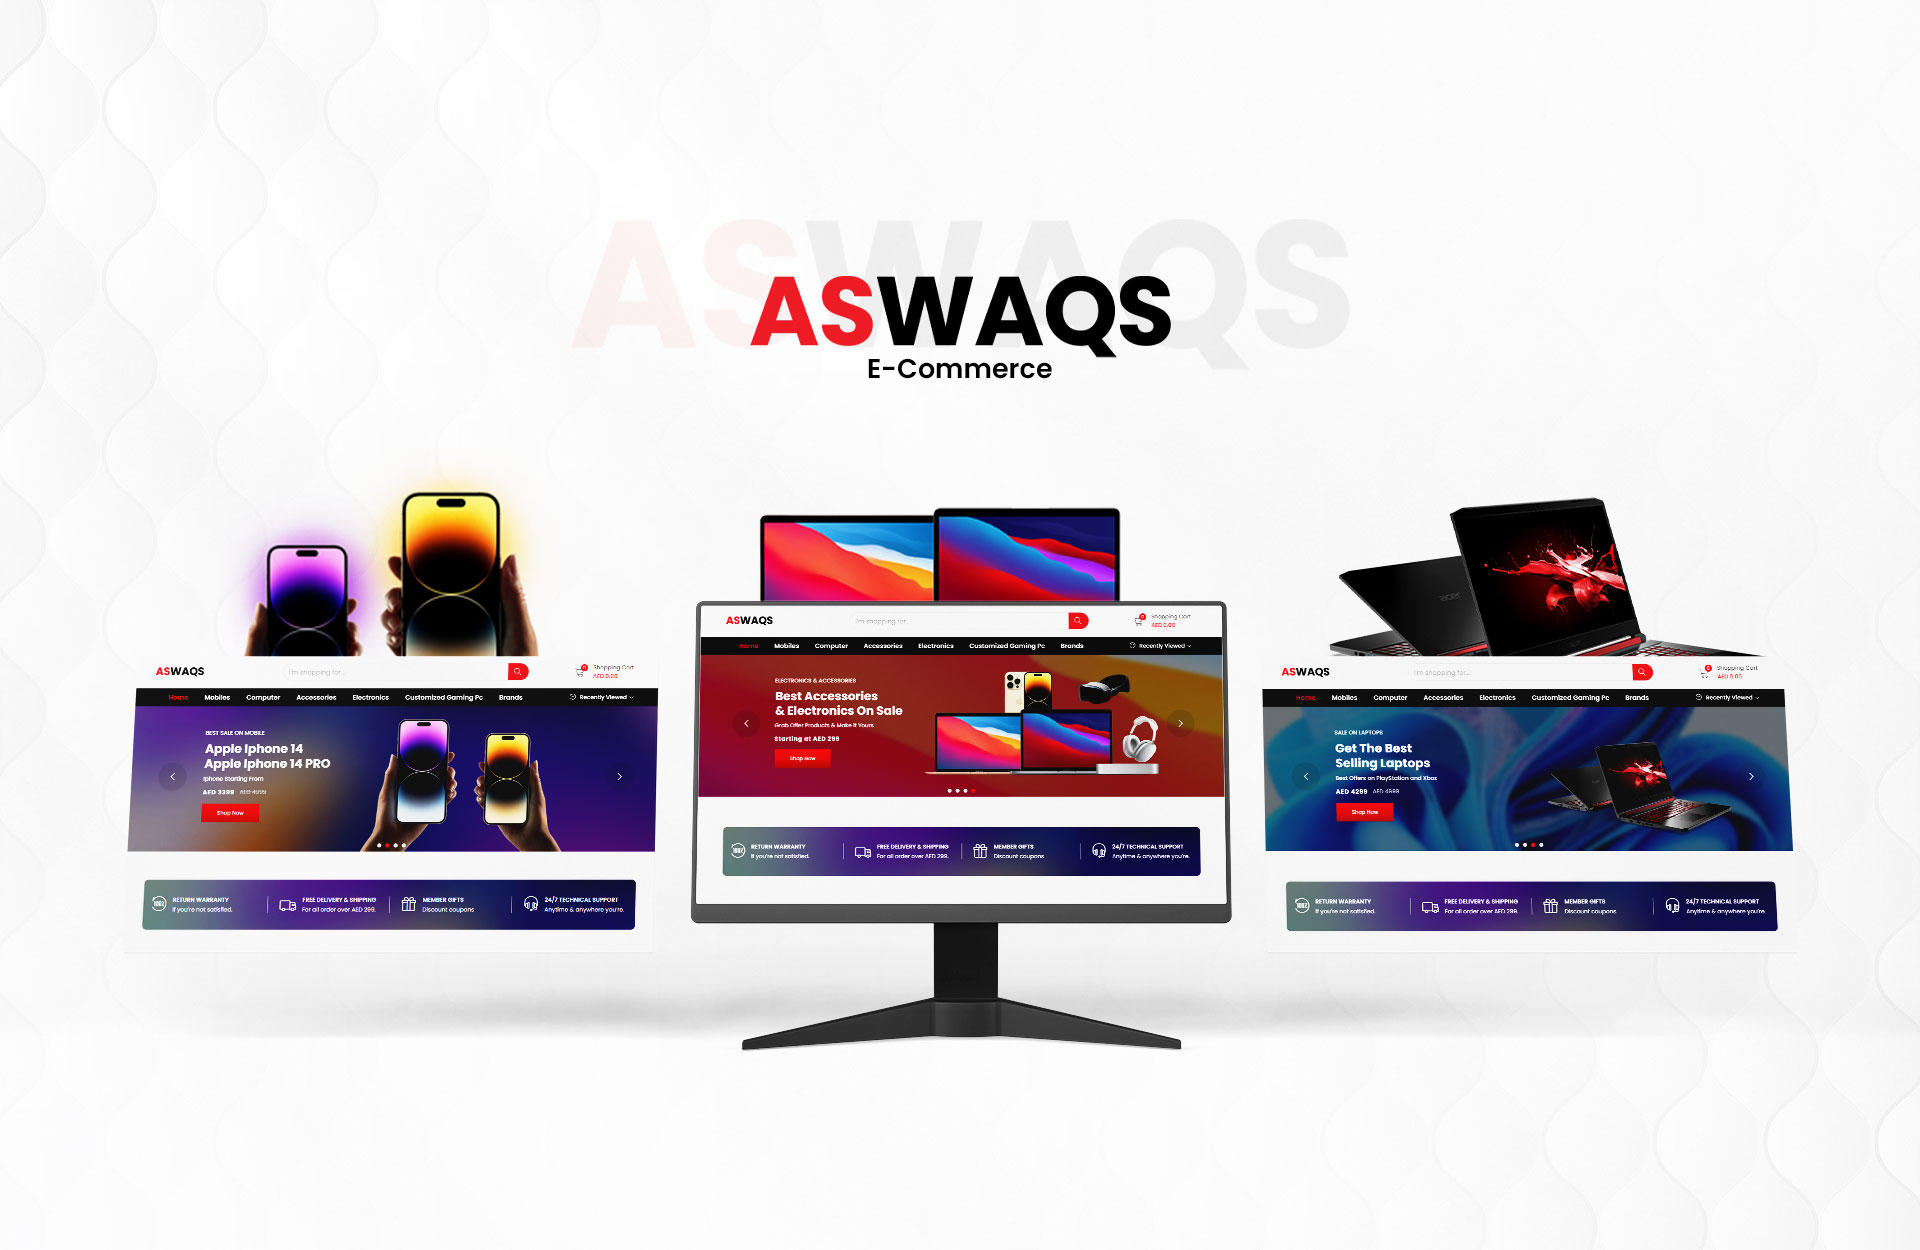 ASWAQS
ASWAQS
E-Commerce
ASWAQS
I'm shopping for...
0
Shopping Cart
AED 0.00
Home Mobiles Computer Accessories Electronics Customized Gaming Pc Brands Recently Viewed
BEST SALE ON MOBILE
Apple Iphone 14
Apple Iphone 14 PRO
Iphone Starting From
AED 3399 AED 4999
Shop Now
RETURN WARRANTY
If you're not satisfied.
FREE DELIVERY & SHIPPING
For all order over AED 299.
MEMBER GIFTS
Discount coupons
24/7 TECHNICAL SUPPORT
Anytime & anywhere you're.
ASWAQS
I'm shopping for...
0
Shopping Cart
AED 0.00
Home Mobiles Computer Accessories Electronics Customized Gaming Pc Brands Recently Viewed
ELECTRONICS & ACCESSORIES
Best Accessories
& Electronics On Sale
Grab Offer Products & Make It Yours
Starting at AED 299
Shop Now
RETURN WARRANTY
If you're not satisfied.
FREE DELIVERY & SHIPPING
For all order over AED 299.
MEMBER GIFTS
Discount coupons
24/7 TECHNICAL SUPPORT
Anytime & anywhere you're.
acer
ASWAQS
I'm shopping for...
0
Shopping Cart
AED 0.00
Home Mobiles Computer Accessories Electronics Customized Gaming Pc Brands Recently Viewed
SALE ON LAPTOPS
Get The Best
Selling Laptops
Best Offers on PlayStation and Xbox
AED 4299 AED 4999
Shop Now
RETURN WARRANTY
If you're not satisfied.
FREE DELIVERY & SHIPPING
For all order over AED 299.
MEMBER GIFTS
Discount coupons
24/7 TECHNICAL SUPPORT
Anytime & anywhere you're.